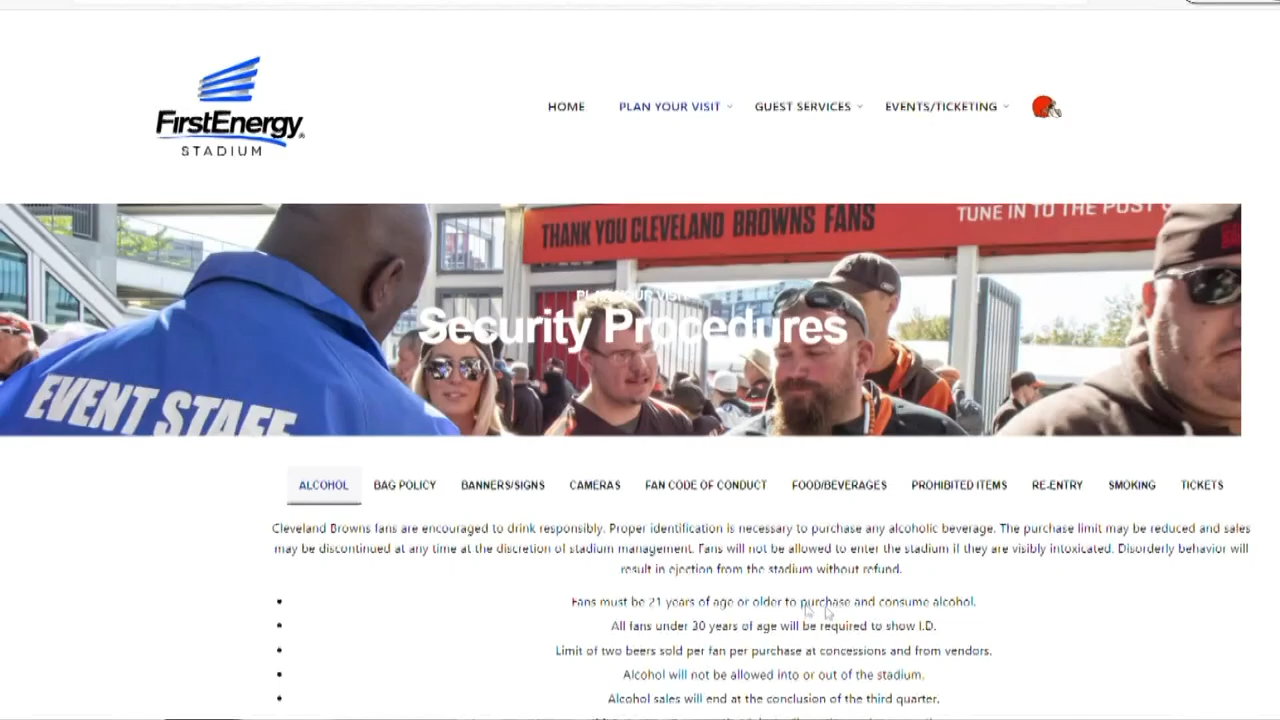 FirstEnergy
STADIUM
HOME
PLAN YOUR VISIT
GUEST SERVICES
EVENTS/TICKETING
THANK YOU CLEVELAND BROWNS FANS
TUNE IN TO THE POST
PLAN YOUR VISIT
Security Procedures
EVENT STAFF
ALCOHOL
BAG POLICY
BANNERS/SIGNS
CAMERAS
FAN CODE OF CONDUCT
FOOD/BEVERAGES
PROHIBITED ITEMS
RE-ENTRY
SMOKING
TICKETS
Cleveland Browns fans are encouraged to drink responsibly. Proper identification is necessary to purchase any alcoholic beverage. The purchase limit may be reduced and sales
may be discontinued at any time at the discretion of stadium management. Fans will not be allowed to enter the stadium if they are visibly intoxicated. Disorderly behavior will
result in ejection from the stadium without refund.
Fans must be 21 years of age or older to purchase and consume alcohol.
All fans under 30 years of age will be required to show I.D.
Limit of two beers sold per fan per purchase at concessions and from vendors.
Alcohol will not be allowed into or out of the stadium.
Alcohol sales will end at the conclusion of the third quarter.